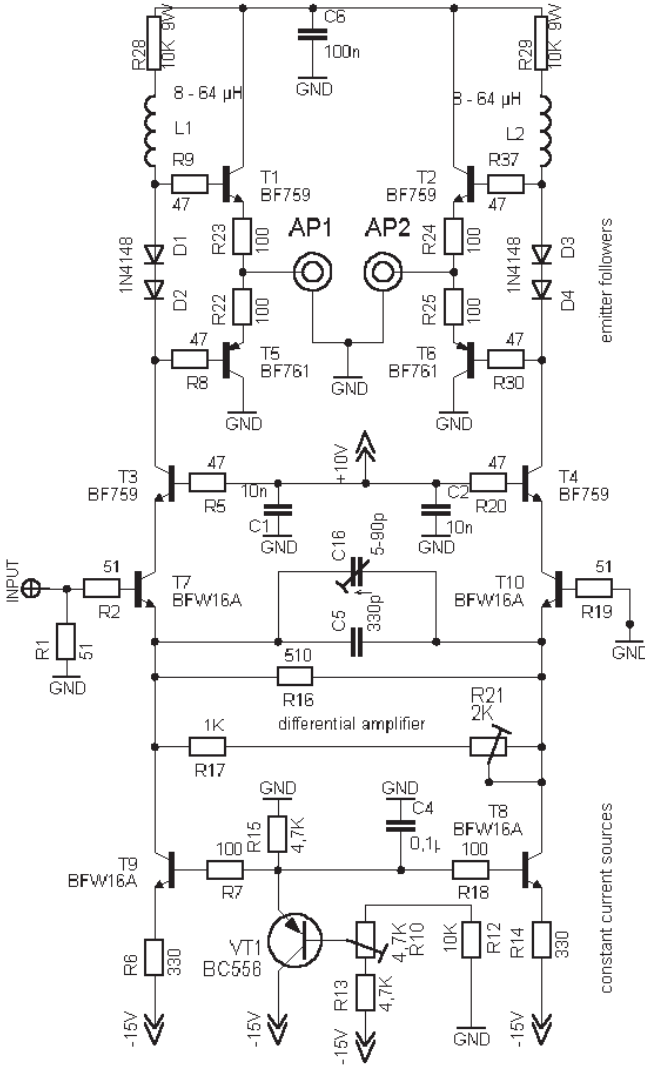 R28
10K
9W
C6
100n
GND
R29
10K
9W
8 - 64 µH
L1
8 - 64 µH
L2
R9
47
T1
BF759
T2
BF759
R37
47
R23
100
AP1
AP2
R24
100
1N4148
D1
D2
1N4148
D3
D4
R22
100
R25
100
emitter followers
47
R8
T5
BF761
GND
T6
BF761
47
R30
GND
GND
T3
BF759
47
R5
10n
C1
GND
+10V
C2
10n
GND
47
R20
T4
BF759
INPUT
51
R2
R1
51
GND
T7
BFW16A
C16
5-90p
C5
330p
T10
BFW16A
51
R19
GND
510
R16
differential amplifier
1K
R17
R21
2K
GND
R15
4,7K
GND
C4
0,1µ
T9
BFW16A
100
R7
100
R18
T8
BFW16A
R6
330
VT1
BC556
4,7K
R10
R13
4,7K
10K
R12
GND
R14
330
constant current sources
-15V
-15V
-15V
-15V